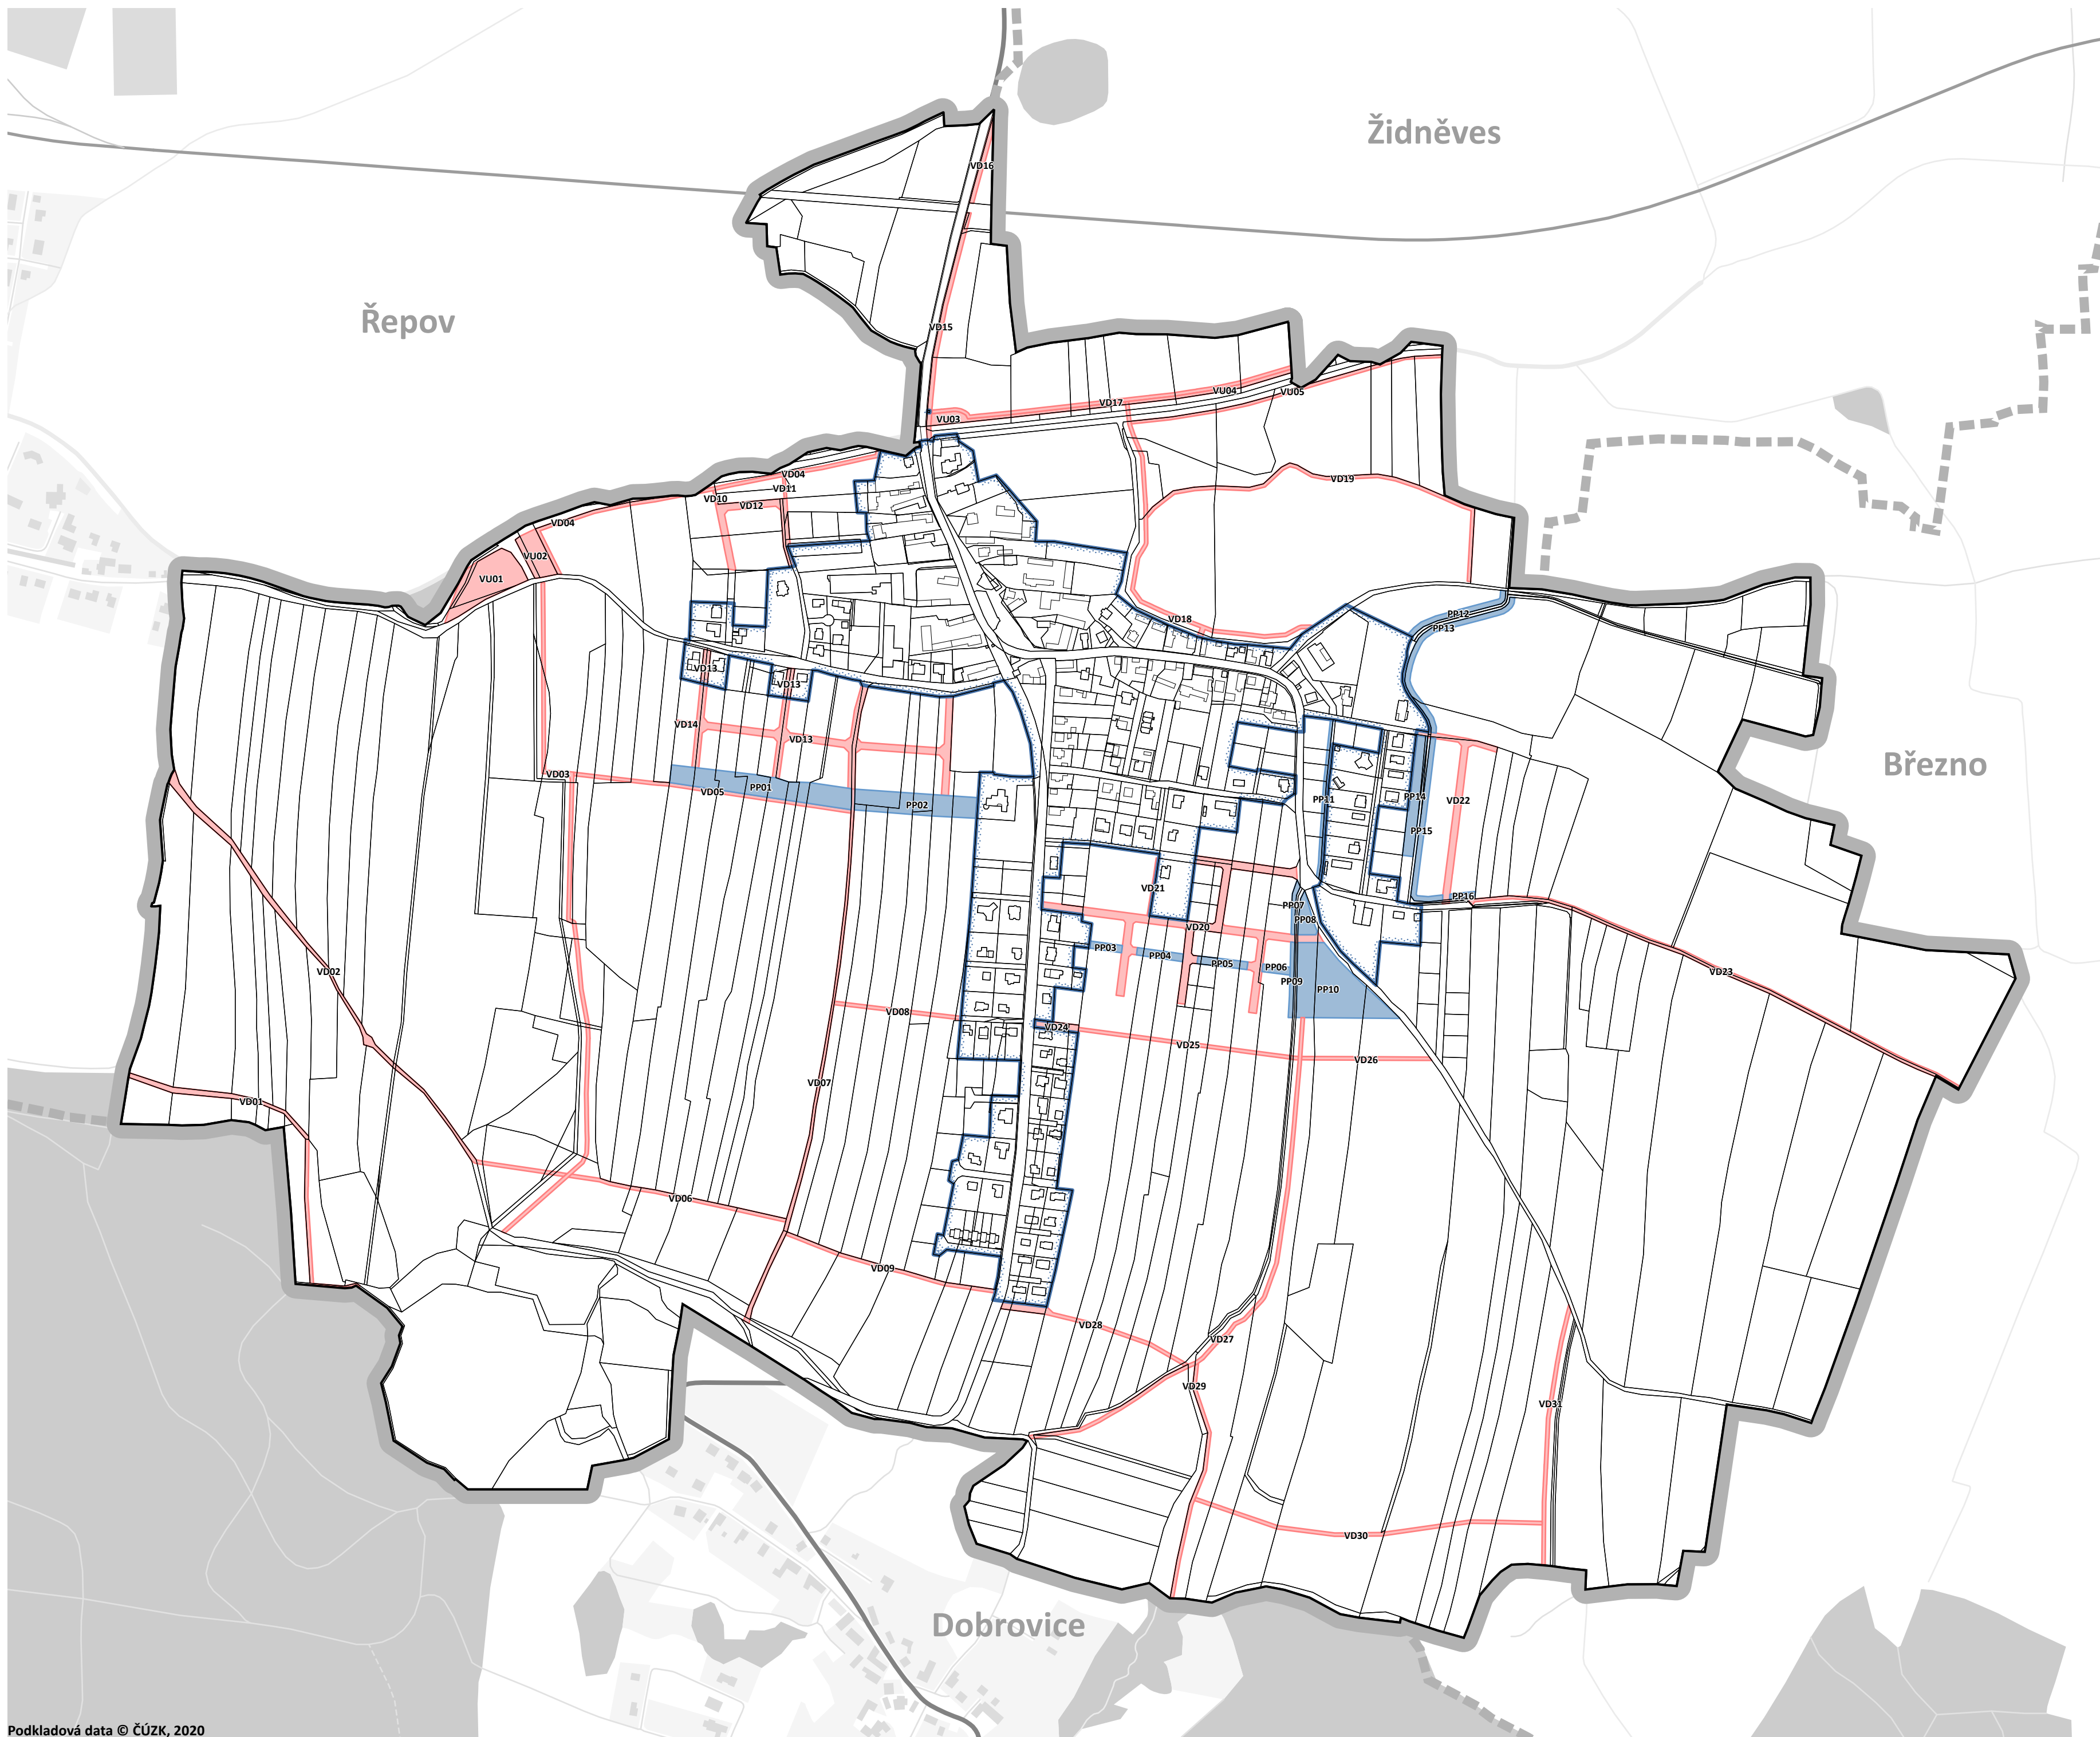 Židněves
VD16
Řepov
VD15
VU04
VU05
VD17
VU03
VD04
VD19
VD11
VD10
VD12
VD04
VU02
VU01
PP12
VD18
PP13
VD13
VD13
VD14
VD13
Březno
VD03
PP01
VD05
PP02
PP11
PP14
VD22
PP15
VD21
PP16
PP07
PP08
VD20
PP03
PP04
PP05
PP06
VD02
VD23
PP09
PP10
VD08
VD24
VD25
VD26
VD07
VD01
VD06
VD09
VD28
VD27
VD29
VD31
VD30
Dobrovice
Podkladová data © ČÚZK, 2020